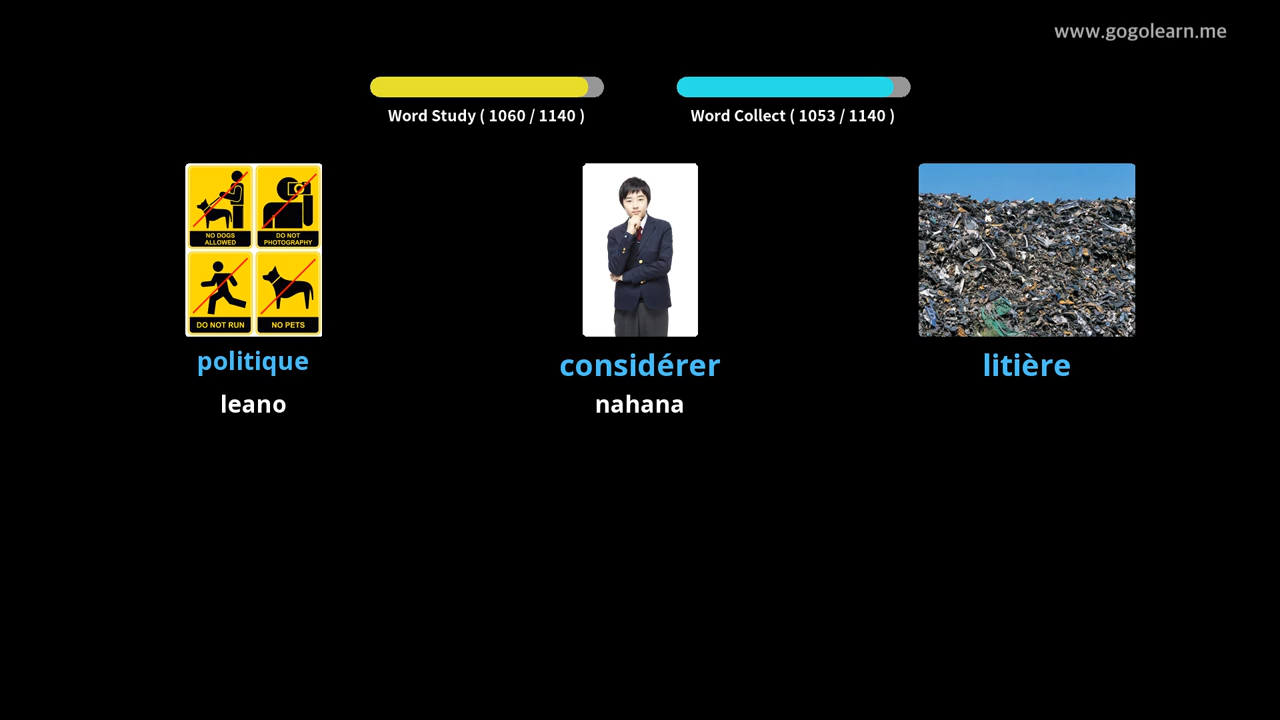 www.gogolearn.me
Word Study ( 1060 / 1140 )
Word Collect ( 1053 / 1140 )
NO DOGS
ALLOWED
DO NOT
PHOTOGRAPHY
DO NOT RUN
NO PETS
politique
considérer
litière
leano
nahana